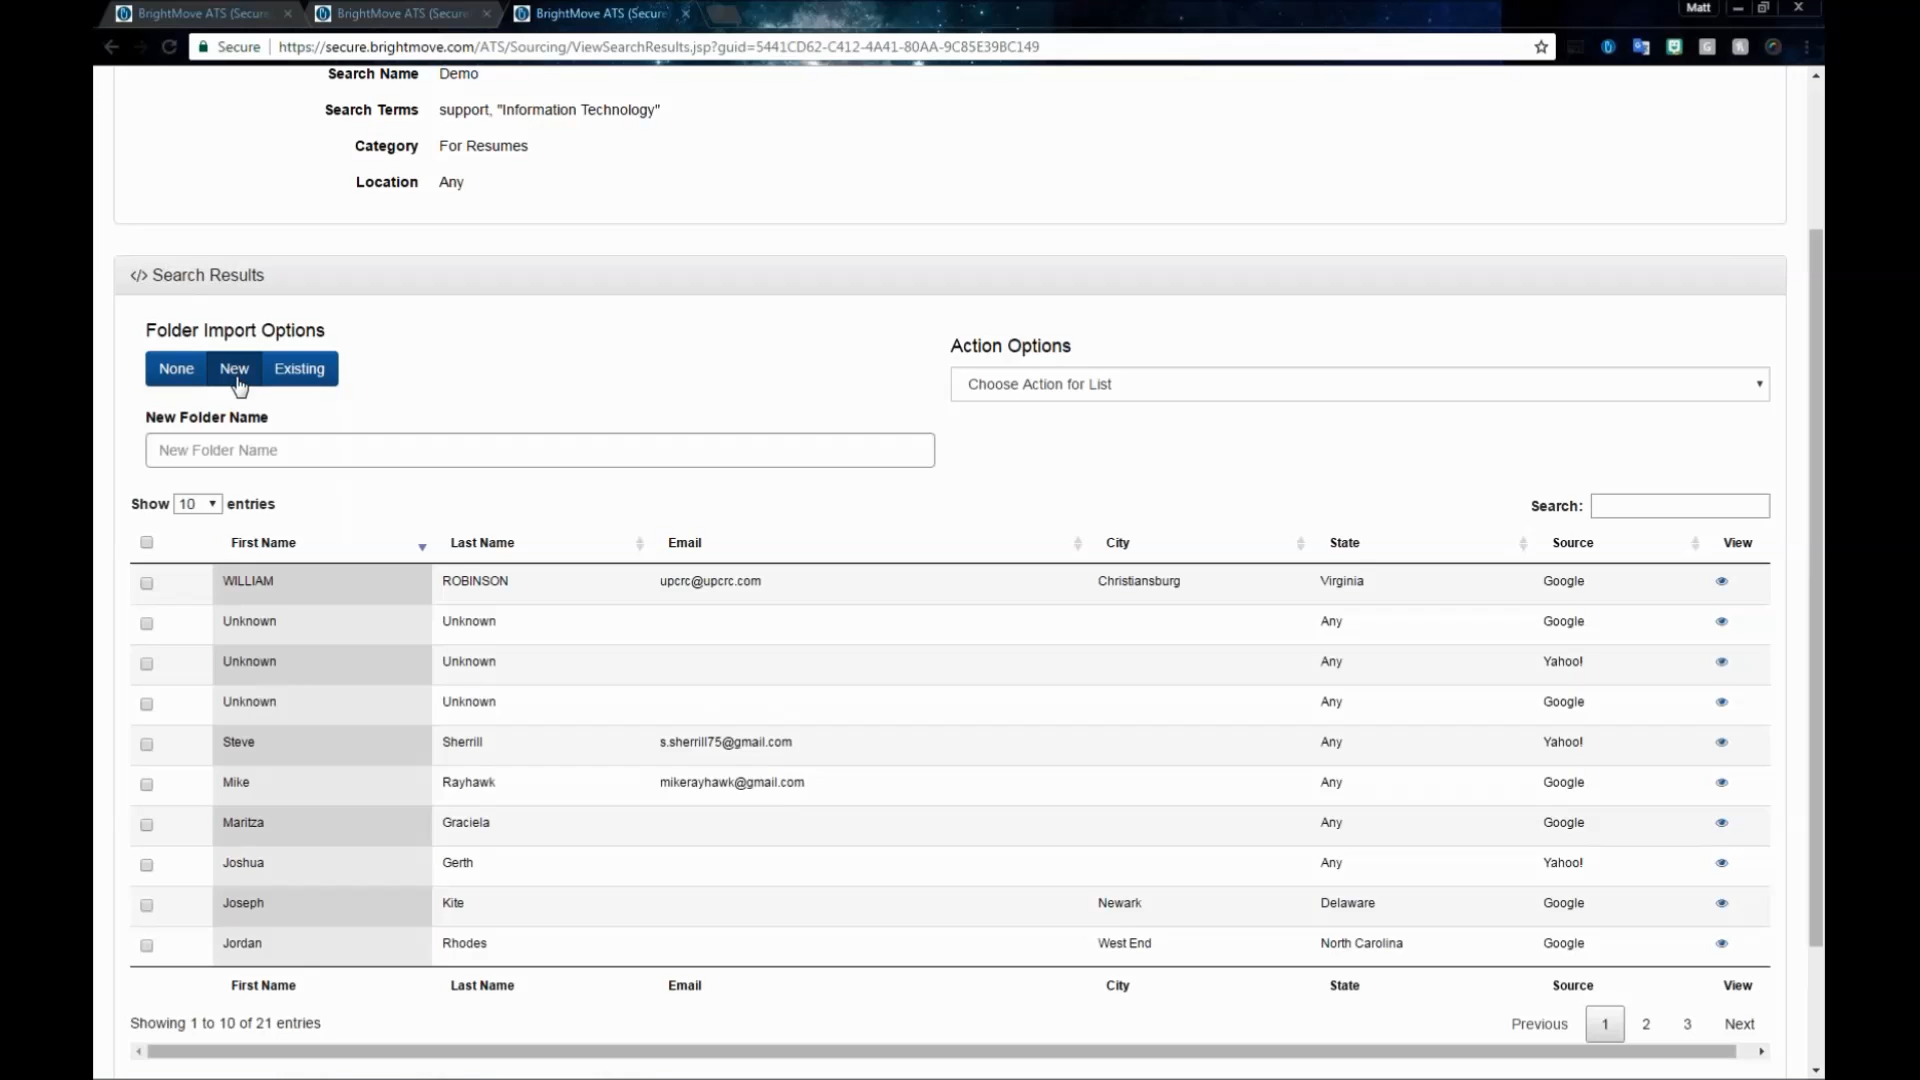 BrightMove ATS (Secure
BrightMove ATS (Secure
BrightMove ATS (Secure
Matt
Secure
https://secure.brightmove.com/ATS/Sourcing/ViewSearchResults.jsp?guid=5441CD62-C412-4A41-80AA-9C85E39BC149
Search Name Demo
Search Terms support, "Information Technology"
Category For Resumes
Location Any
</> Search Results
Folder Import Options
None New Existing
Action Options
Choose Action for List
New Folder Name
New Folder Name
Show 10 entries
Search:
First Name Last Name Email City State Source View
WILLIAM ROBINSON upcrc@upcrc.com Christiansburg Virginia Google
Unknown Unknown Any Google
Unknown Unknown Any Yahoo!
Unknown Unknown Any Google
Steve Sherrill s.sherrill75@gmail.com Any Yahoo!
Mike Rayhawk mikerayhawk@gmail.com Any Google
Maritza Graciela Any Google
Joshua Gerth Any Yahoo!
Joseph Kite Newark Delaware Google
Jordan Rhodes West End North Carolina Google
First Name Last Name Email City State Source View
Showing 1 to 10 of 21 entries
Previous 1 2 3 Next